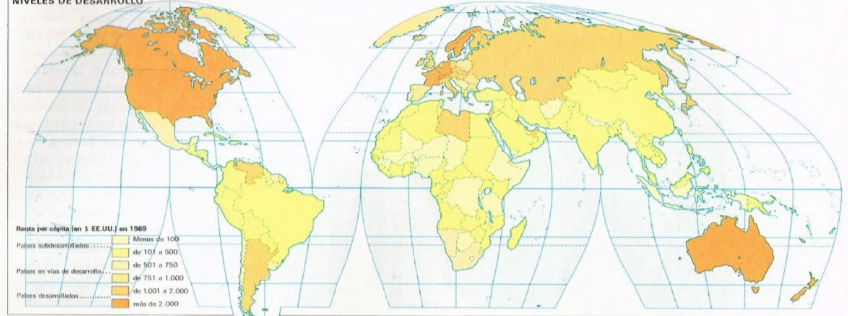 NIVELES DE DESARROLLO
Renta per cápita (en $ EE.UU.) en 1969
Menos de 100
Países subdesarrollados
de 101 a 500
de 501 a 750
Países en vías de desarrollo
de 751 a 1.000
de 1.001 a 2.000
Países desarrollados
más de 2.000